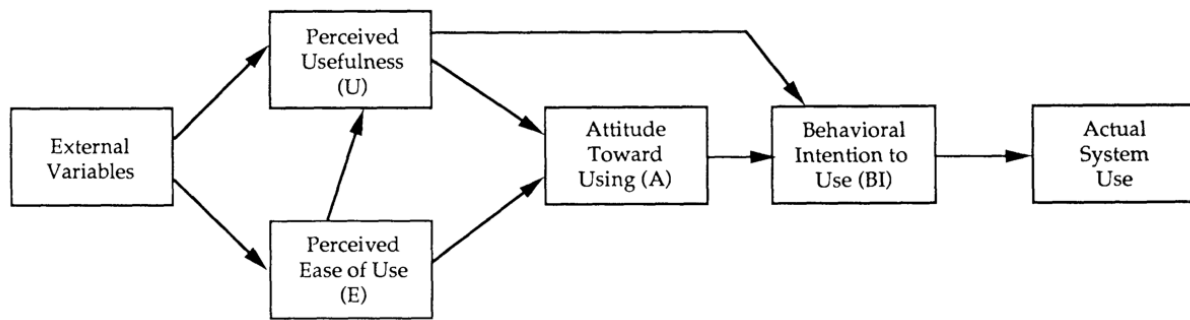 External
Variables
Perceived
Usefulness
(U)
Perceived
Ease of Use
(E)
Attitude
Toward
Using (A)
Behavioral
Intention to
Use (BI)
Actual
System
Use